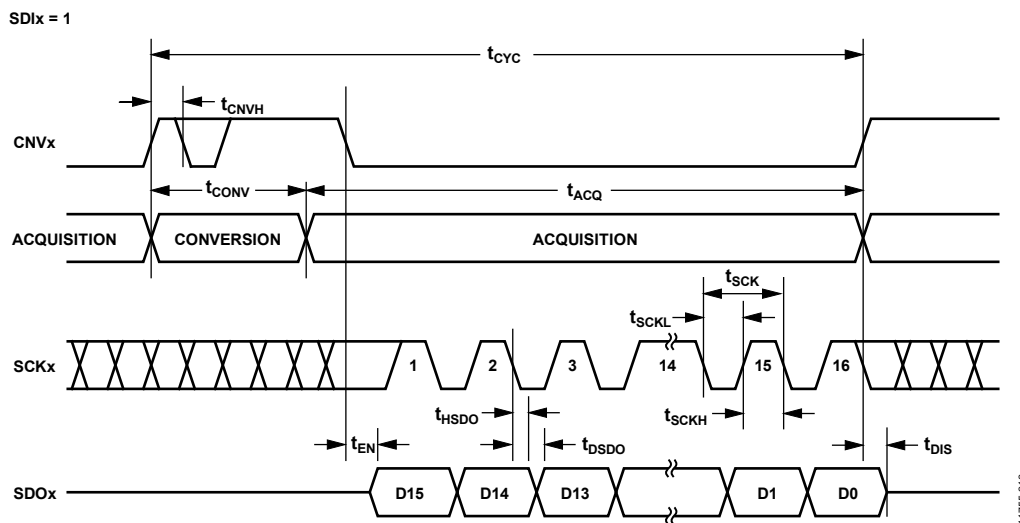 SDIx = 1
tCYC
tCNVH
CNVx
tCONV
tACQ
ACQUISITION
CONVERSION
ACQUISITION
tSCK
tSCKL
SCKx
1
2
3
14
15
16
tHSDO
tSCKH
tEN
tDSDO
tDIS
SDOx
D15
D14
D13
D1
D0